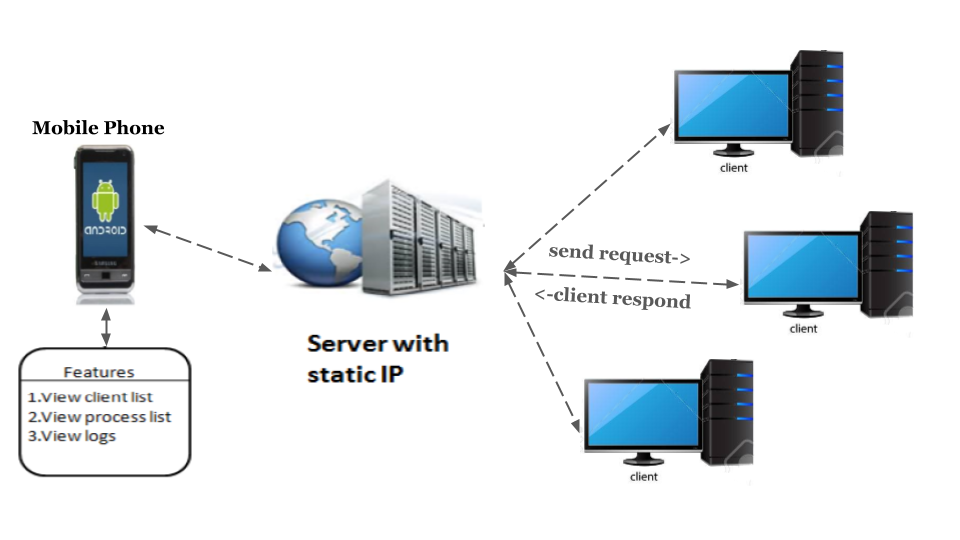 Mobile Phone
ANDROID
SAMSUNG
Features
1.View client list
2.View process list
3.View logs
Server with
static IP
send request->
<-client respond
client
client
client